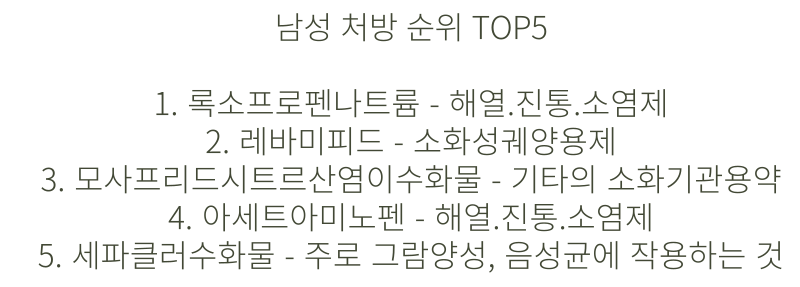 남성 처방 순위 TOP5
1. 록소프로펜나트륨 - 해열.진통.소염제
2. 레바미피드 - 소화성궤양용제
3. 모사프리드시트르산염이수화물 - 기타의 소화기관용약
4. 아세트아미노펜 - 해열.진통.소염제
5. 세파클러수화물 - 주로 그람양성, 음성균에 작용하는 것